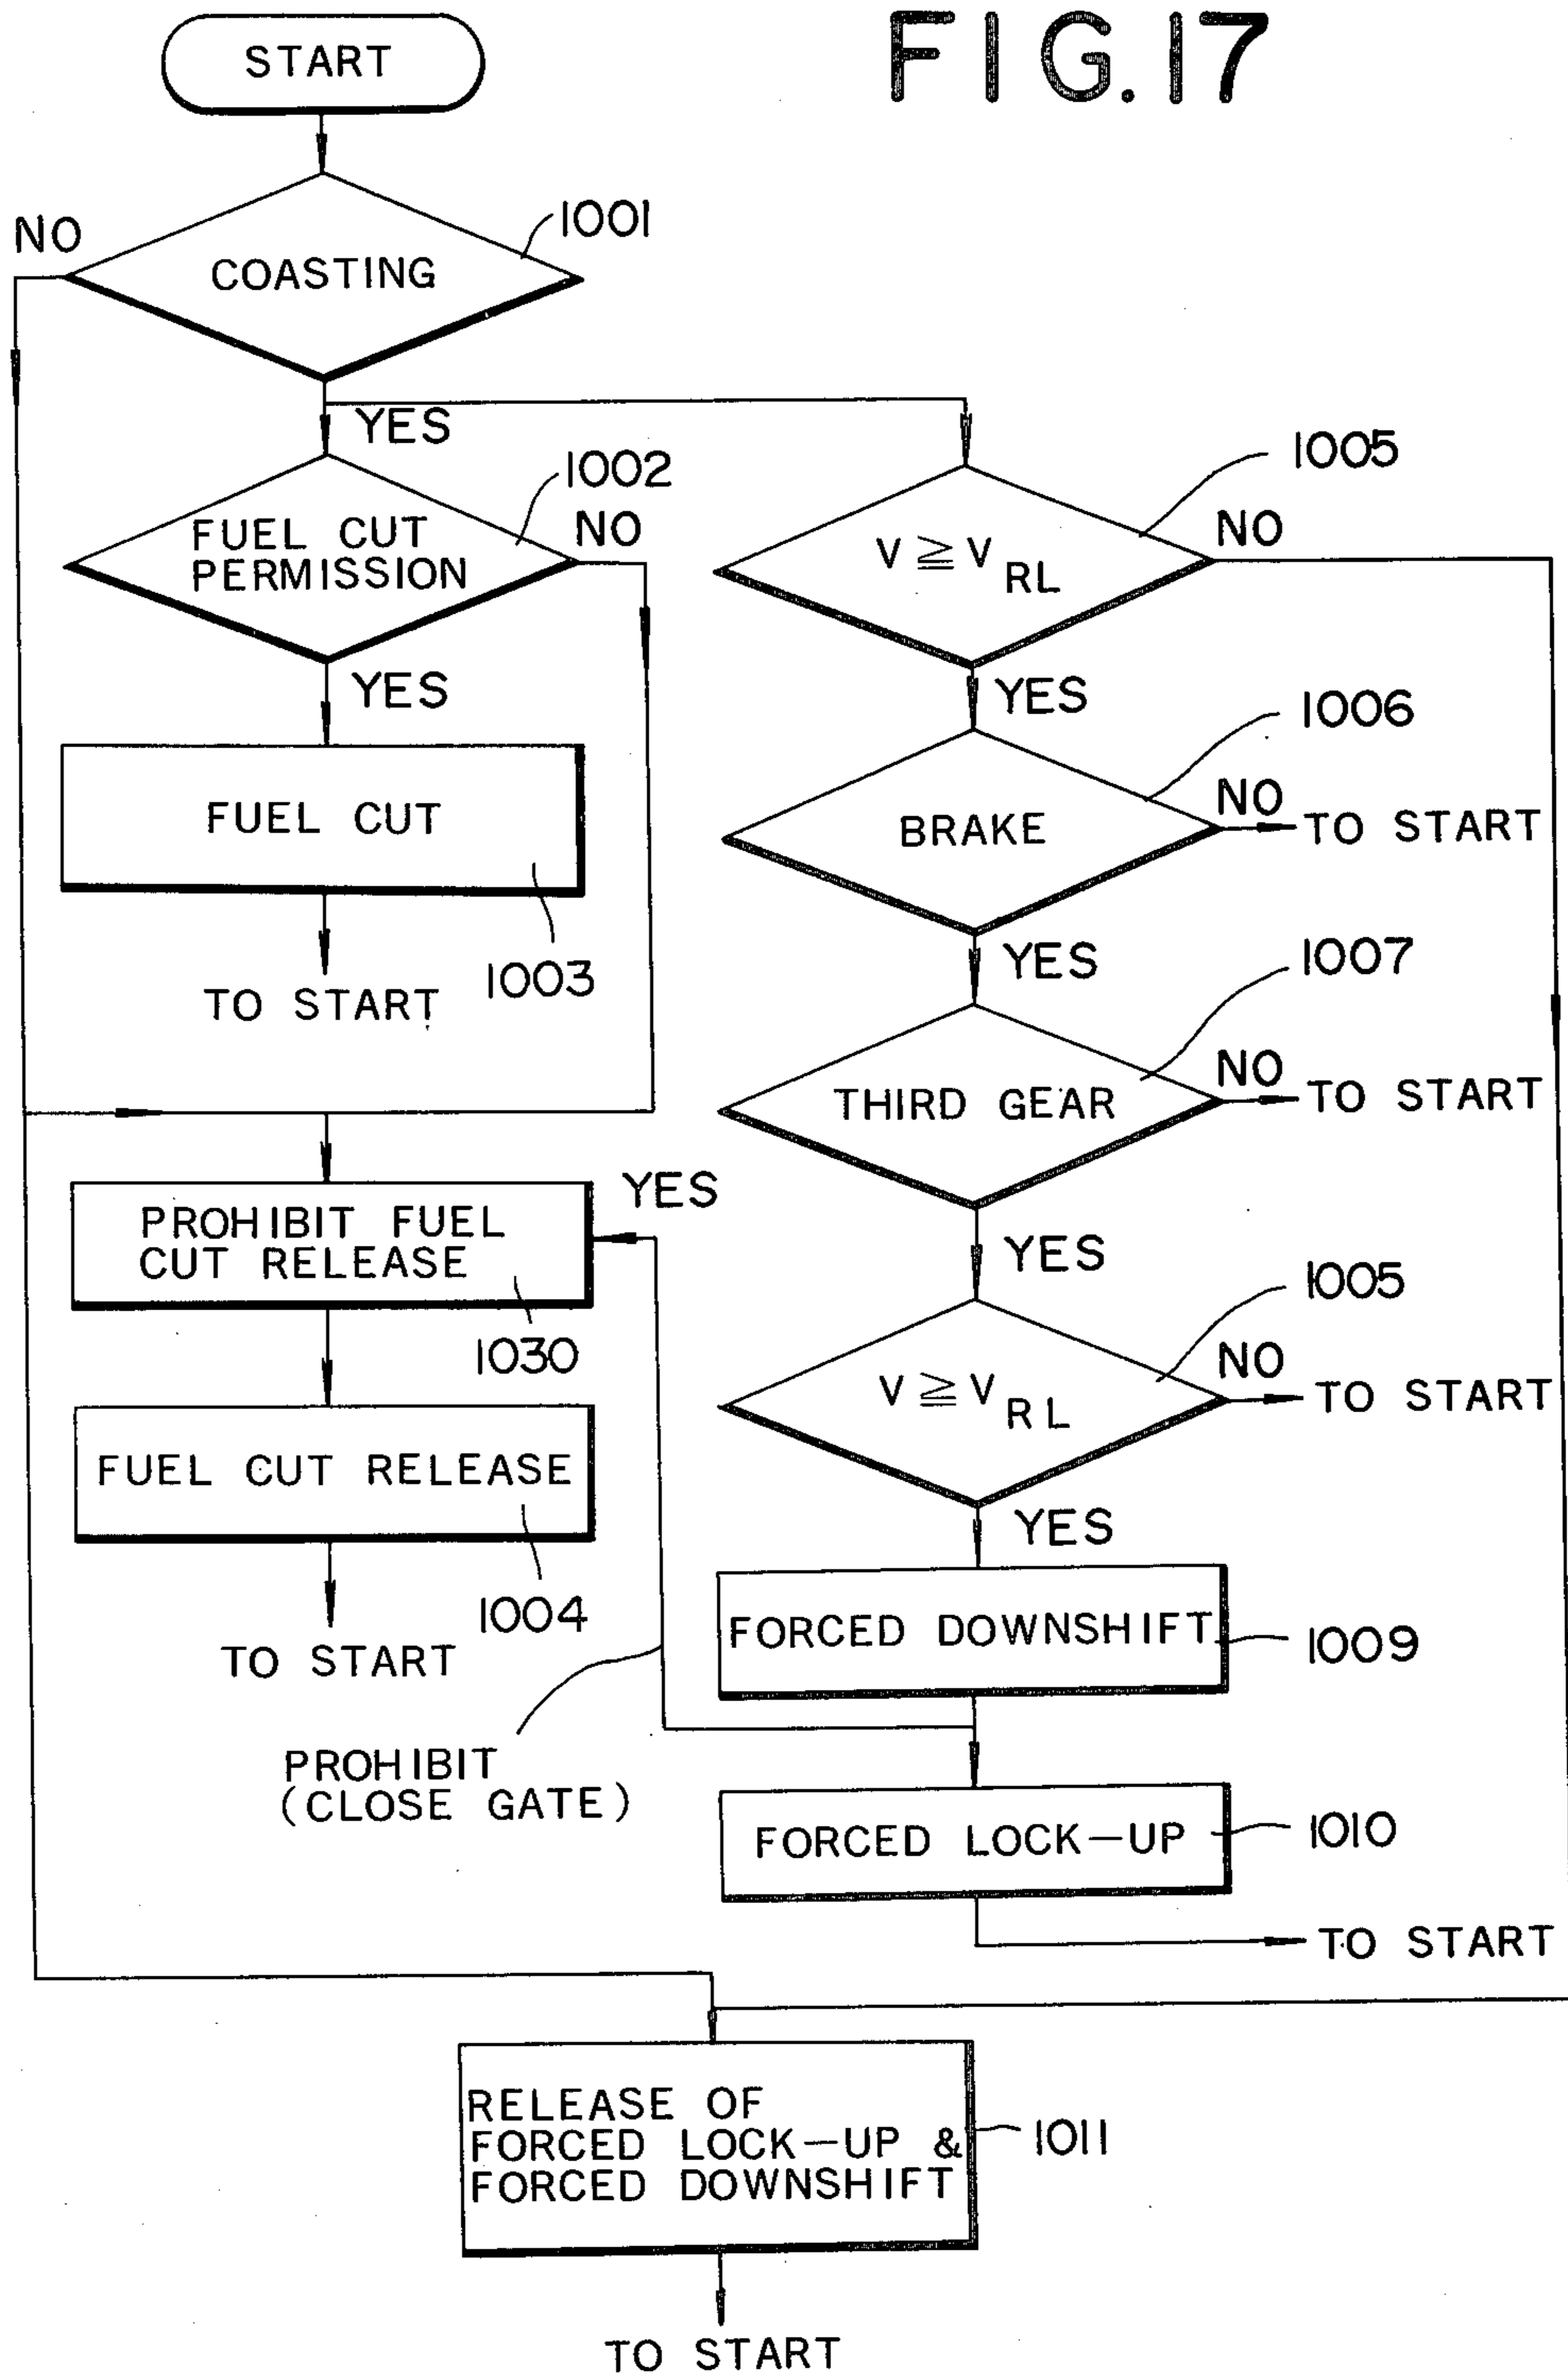 FIG.17
START
NO
1001
COASTING
YES
1002
1005
FUEL CUT
PERMISSION
NO
V ≧ V RL
NO
YES
YES
1006
FUEL CUT
BRAKE
NO
TO START
1003
TO START
YES
1007
THIRD GEAR
NO
TO START
YES
PROHIBIT FUEL
CUT RELEASE
YES
1030
1005
V ≧ V RL
NO
TO START
FUEL CUT RELEASE
YES
1004
TO START
FORCED DOWNSHIFT
1009
PROHIBIT
(CLOSE GATE)
FORCED LOCK-UP
1010
TO START
RELEASE OF
FORCED LOCK-UP &
FORCED DOWNSHIFT
1011
TO START